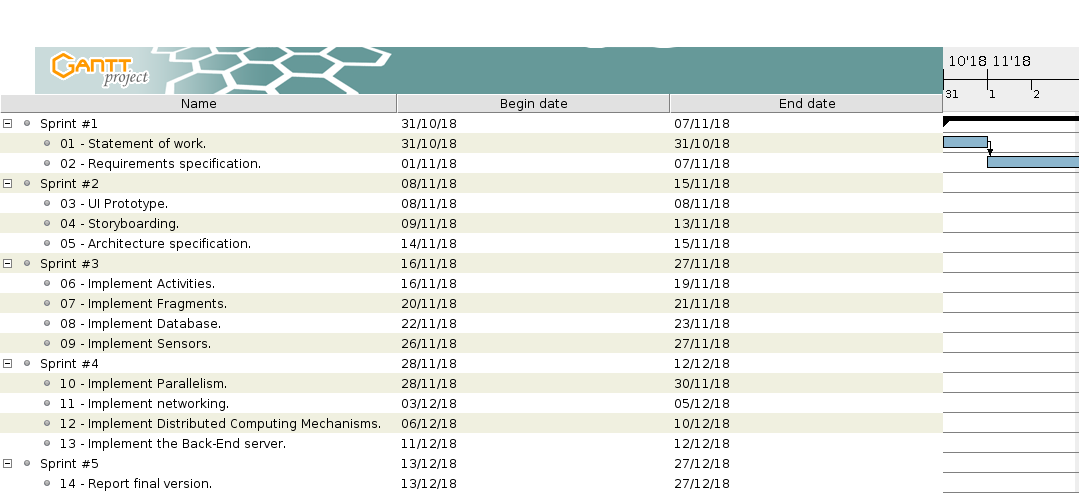 GANTT
project
10'18 11'18
31 1 2
Name Begin date End date
Sprint #1 31/10/18 07/11/18
01 - Statement of work. 31/10/18 31/10/18
02 - Requirements specification. 01/11/18 07/11/18
Sprint #2 08/11/18 15/11/18
03 - UI Prototype. 08/11/18 08/11/18
04 - Storyboarding. 09/11/18 13/11/18
05 - Architecture specification. 14/11/18 15/11/18
Sprint #3 16/11/18 27/11/18
06 - Implement Activities. 16/11/18 19/11/18
07 - Implement Fragments. 20/11/18 21/11/18
08 - Implement Database. 22/11/18 23/11/18
09 - Implement Sensors. 26/11/18 27/11/18
Sprint #4 28/11/18 12/12/18
10 - Implement Parallelism. 28/11/18 30/11/18
11 - Implement networking. 03/12/18 05/12/18
12 - Implement Distributed Computing Mechanisms. 06/12/18 10/12/18
13 - Implement the Back-End server. 11/12/18 12/12/18
Sprint #5 13/12/18 27/12/18
14 - Report final version. 13/12/18 27/12/18